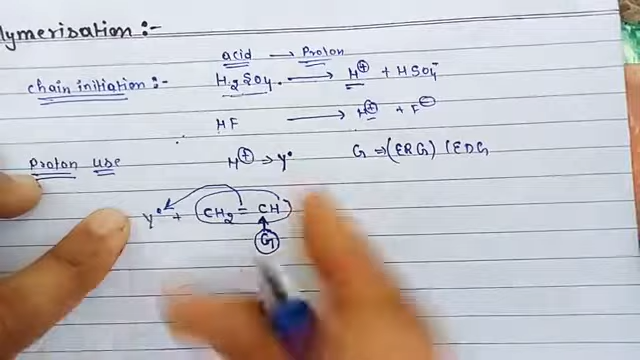 lymerisation :-
acid → Proton
chain initiation :- H₂SO₄ → H⊕ + HSO₄⁻
HF → H⊕ + F⊖
Proton use H⊕ → Y• G ⇒ (ERG) (EDG
Y• + CH₂ = CH
G